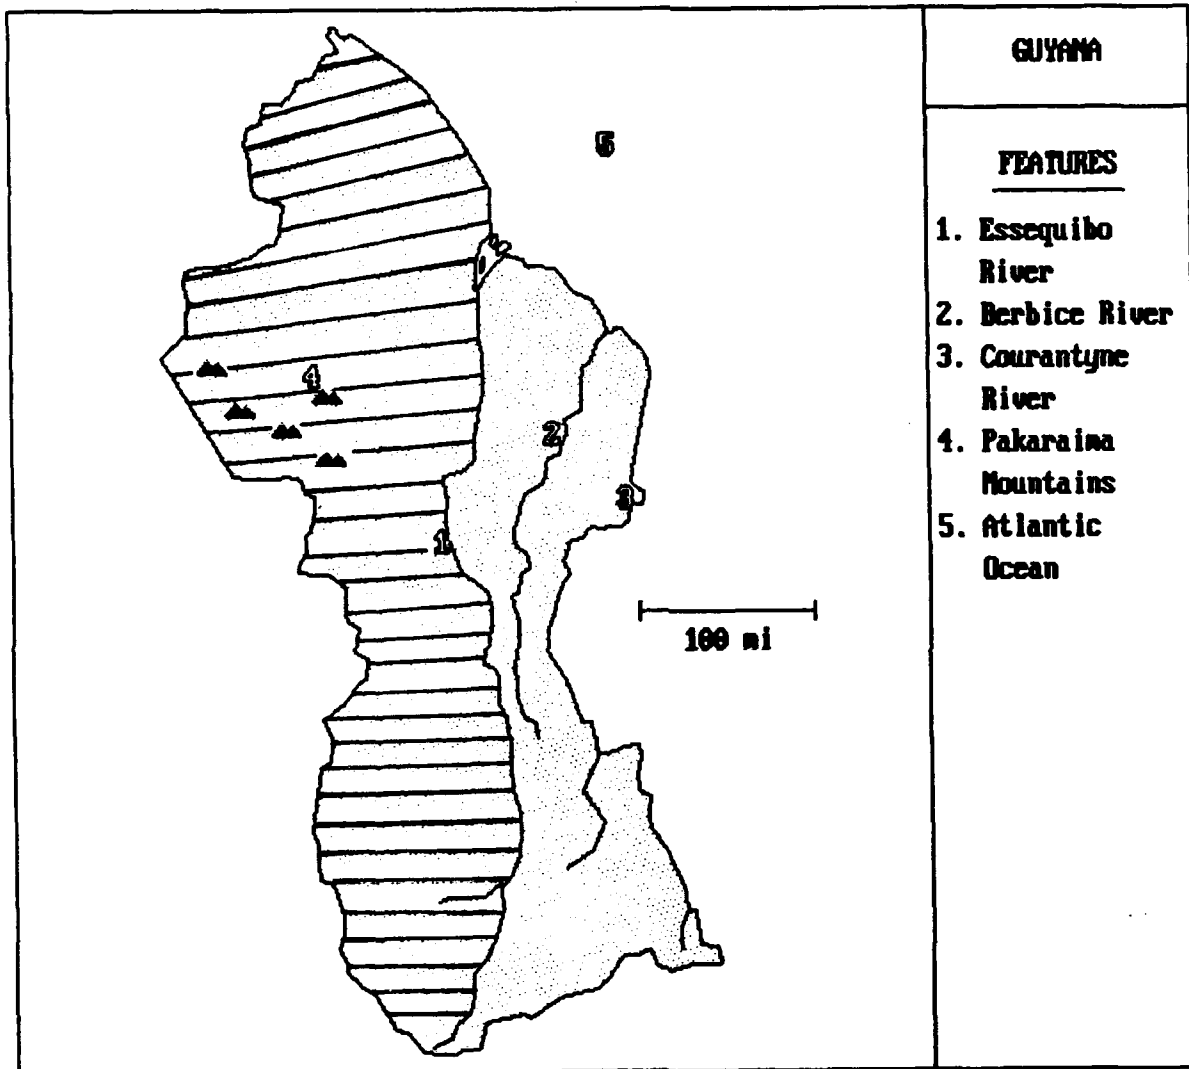 GUYANA
FEATURES
1. Essequibo
River
2. Berbice River
3. Courantyne
River
4. Pakaraima
Mountains
5. Atlantic
Ocean
5
4
2
3
1
100 mi